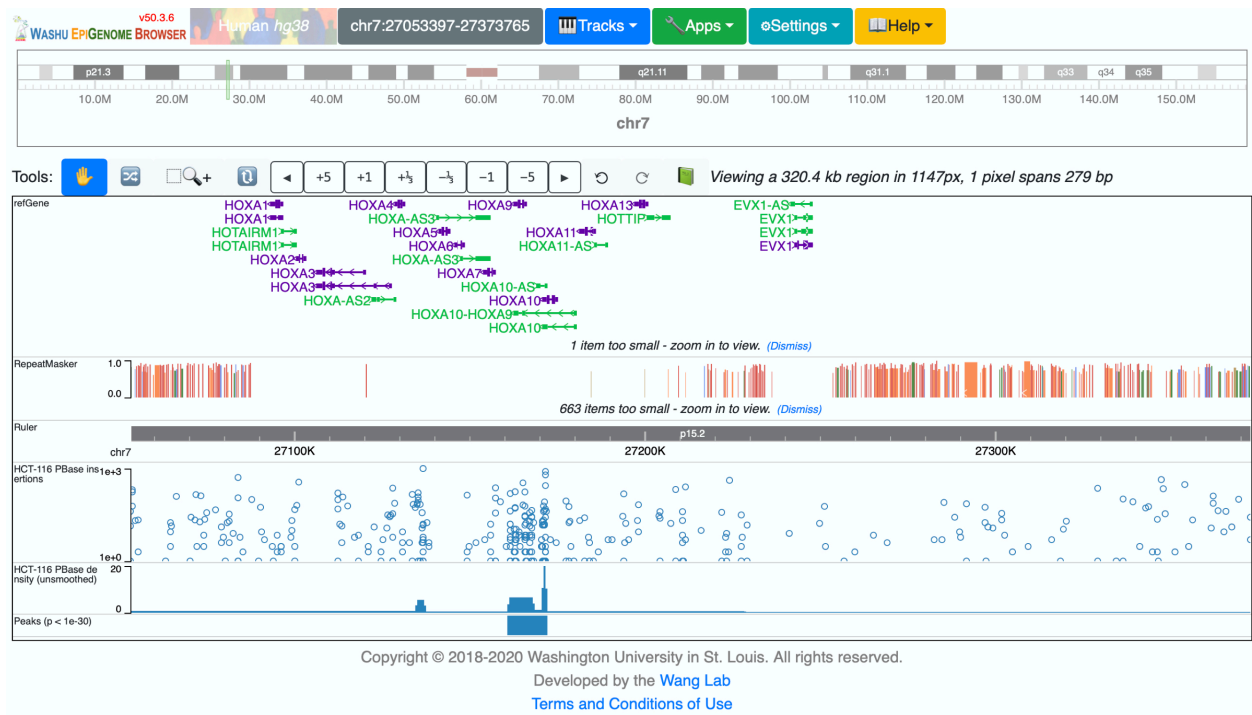 WASHU EPIGENOME BROWSER v50.3.6 Human hg38 chr7:27053397-27373765 Tracks Apps Settings Help
p21.3 q21.11 q31.1 q33 q34 q35
10.0M 20.0M 30.0M 40.0M 50.0M 60.0M 70.0M 80.0M 90.0M 100.0M 110.0M 120.0M 130.0M 140.0M 150.0M
chr7
Tools: + ◄ +5 +1 +⅓ −⅓ −1 −5 ► Viewing a 320.4 kb region in 1147px, 1 pixel spans 279 bp
refGene HOXA1 HOXA4 HOXA9 HOXA13 EVX1-AS
HOXA1 HOXA-AS3 HOTTIP EVX1
HOTAIRM1 HOXA5 HOXA11 EVX1
HOTAIRM1 HOXA6 HOXA11-AS EVX1
HOXA2 HOXA-AS3
HOXA3 HOXA7
HOXA3 HOXA10-AS
HOXA-AS2 HOXA10
HOXA10-HOXA9
HOXA10
1 item too small - zoom in to view. (Dismiss)
RepeatMasker 1.0
0.0
663 items too small - zoom in to view. (Dismiss)
Ruler p15.2
chr7 27100K 27200K 27300K
HCT-116 PBase ins 1e+3
ertions
1e+0
HCT-116 PBase de 20
nsity (unsmoothed)
0
Peaks (p < 1e-30)
Copyright © 2018-2020 Washington University in St. Louis. All rights reserved.
Developed by the Wang Lab
Terms and Conditions of Use